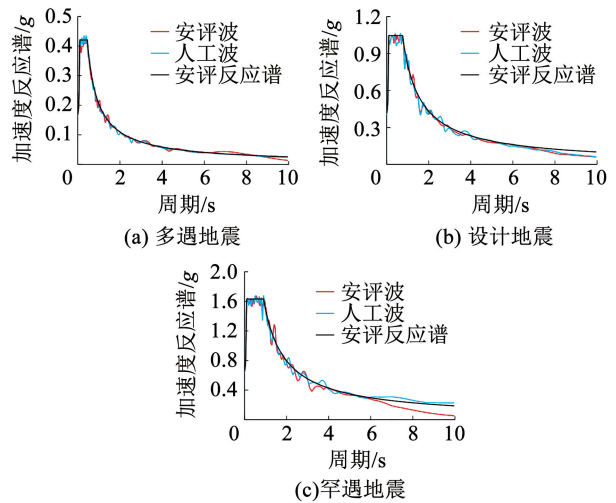 加速度反应谱/g
0.5
0.4
0.3
0.2
0.1
0
2
4
6
8
10
安评波
人工波
安评反应谱
周期/s
(a) 多遇地震
加速度反应谱/g
1.2
0.9
0.6
0.3
0
2
4
6
8
10
安评波
人工波
安评反应谱
周期/s
(b) 设计地震
加速度反应谱/g
2.0
1.6
1.2
0.8
0.4
0
2
4
6
8
10
安评波
人工波
安评反应谱
周期/s
(c)罕遇地震